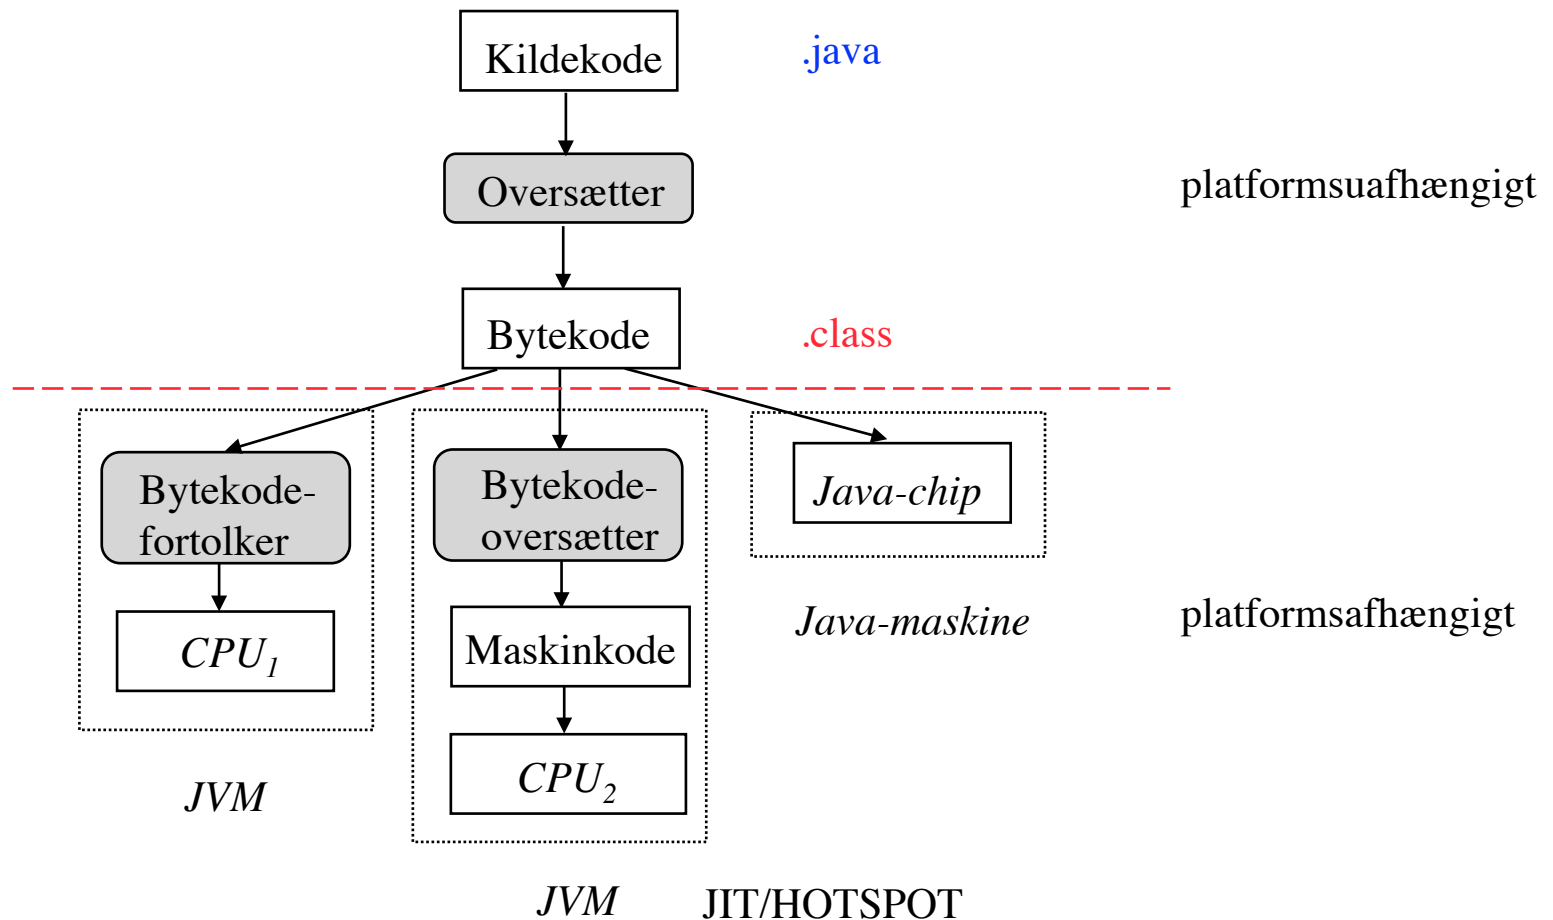 Kildekode
.java
Oversætter
platformsuafhængigt
Bytekode
.class
Bytekode-
fortolker
CPU1
JVM
Bytekode-
oversætter
Maskinkode
CPU2
JVM
JIT/HOTSPOT
Java-chip
Java-maskine
platformsafhængigt